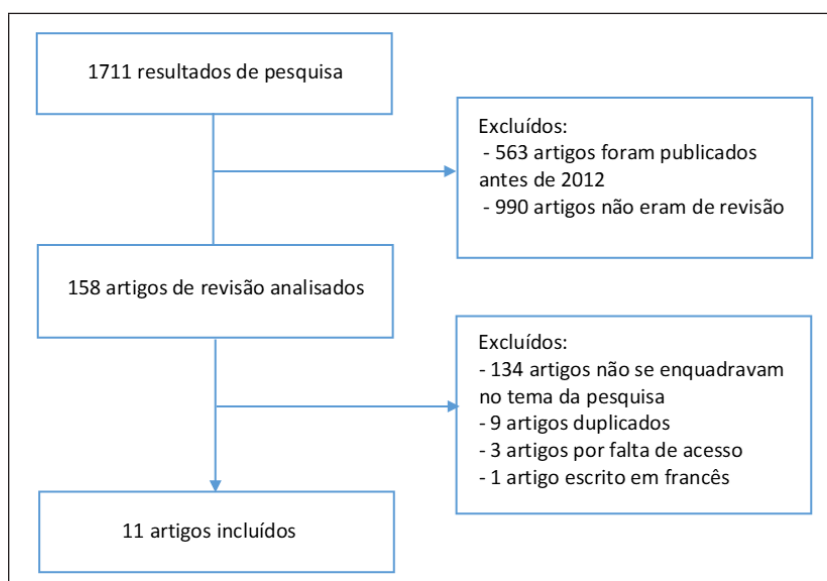 1711 resultados de pesquisa
Excluídos:
- 563 artigos foram publicados
antes de 2012
- 990 artigos não eram de revisão
158 artigos de revisão analisados
Excluídos:
- 134 artigos não se enquadravam
no tema da pesquisa
- 9 artigos duplicados
- 3 artigos por falta de acesso
- 1 artigo escrito em francês
11 artigos incluídos